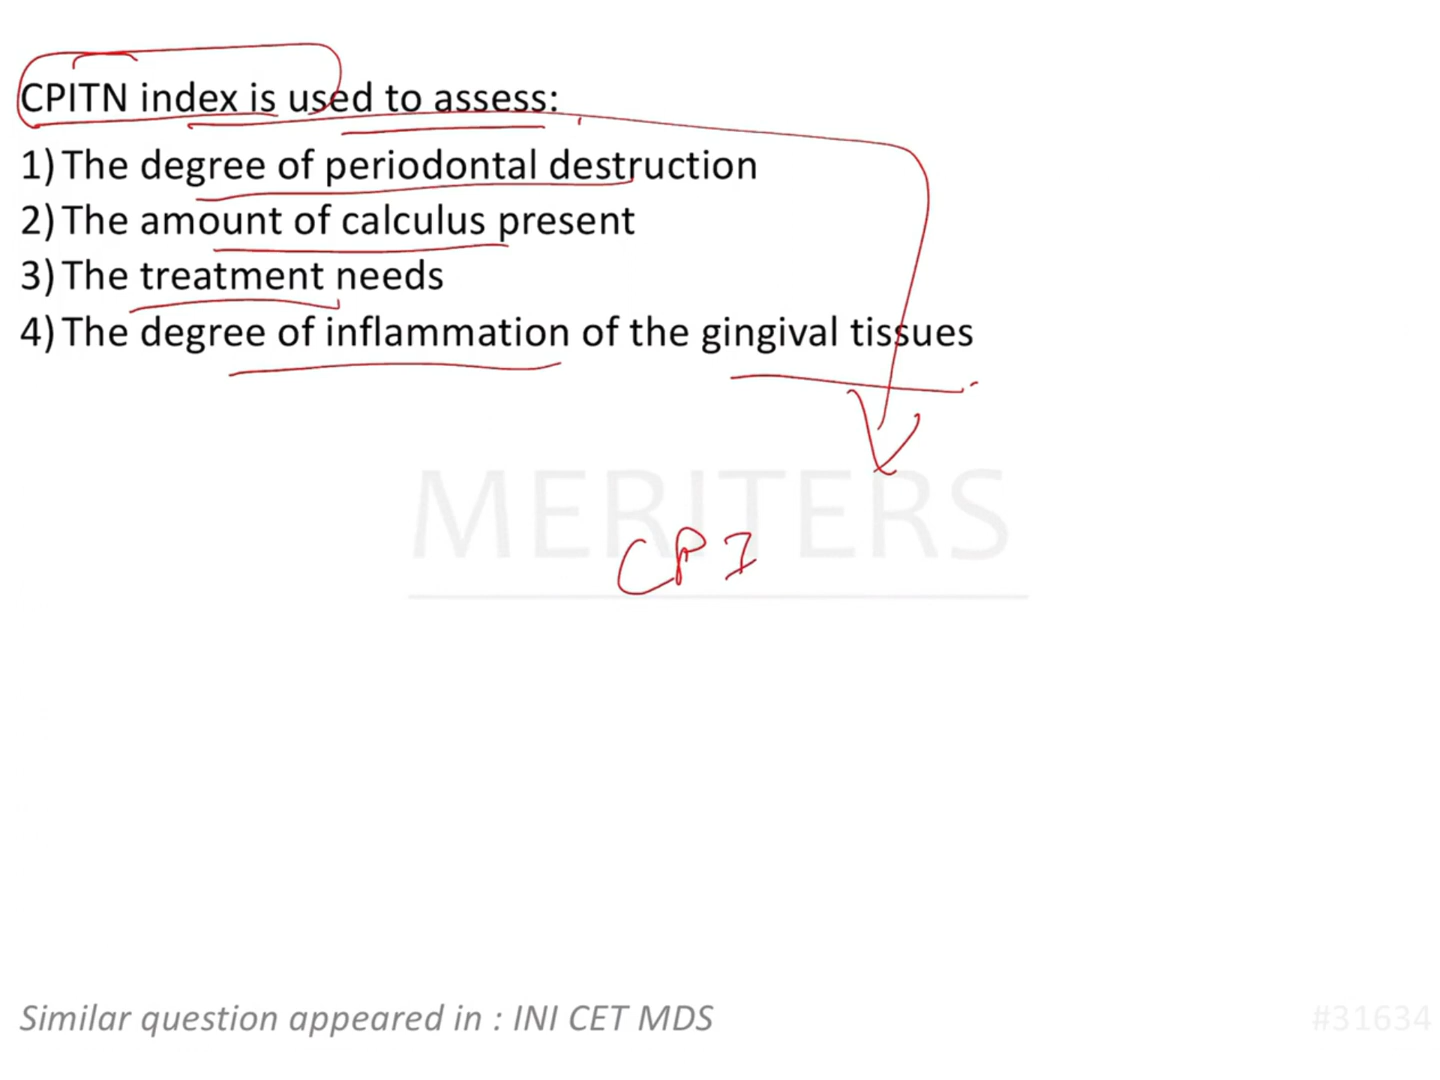 CPITN index is used to assess:
1) The degree of periodontal destruction
2) The amount of calculus present
3) The treatment needs
4) The degree of inflammation of the gingival tissues
MERITERS
CPI
Similar question appeared in : INI CET MDS
#31634